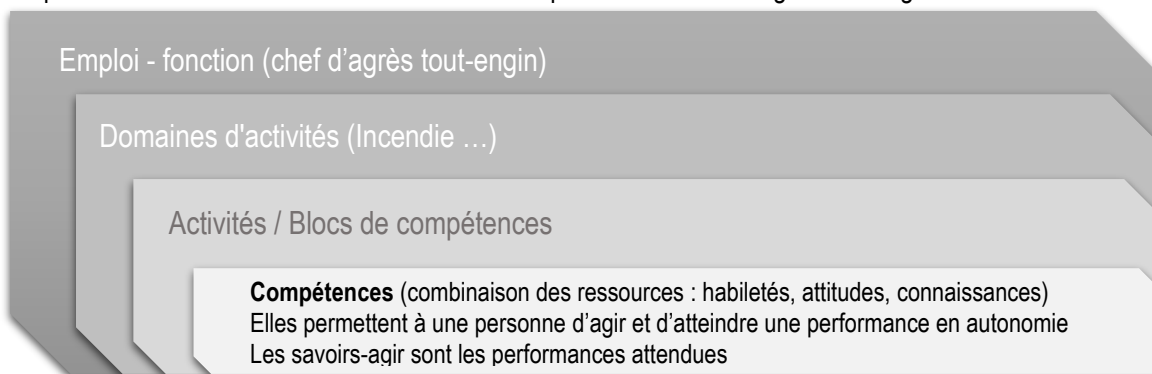 Emploi - fonction (chef d’agrès tout-engin)
Domaines d'activités (Incendie …)
Activités / Blocs de compétences
Compétences (combinaison des ressources : habiletés, attitudes, connaissances)
Elles permettent à une personne d’agir et d’atteindre une performance en autonomie
Les savoirs-agir sont les performances attendues